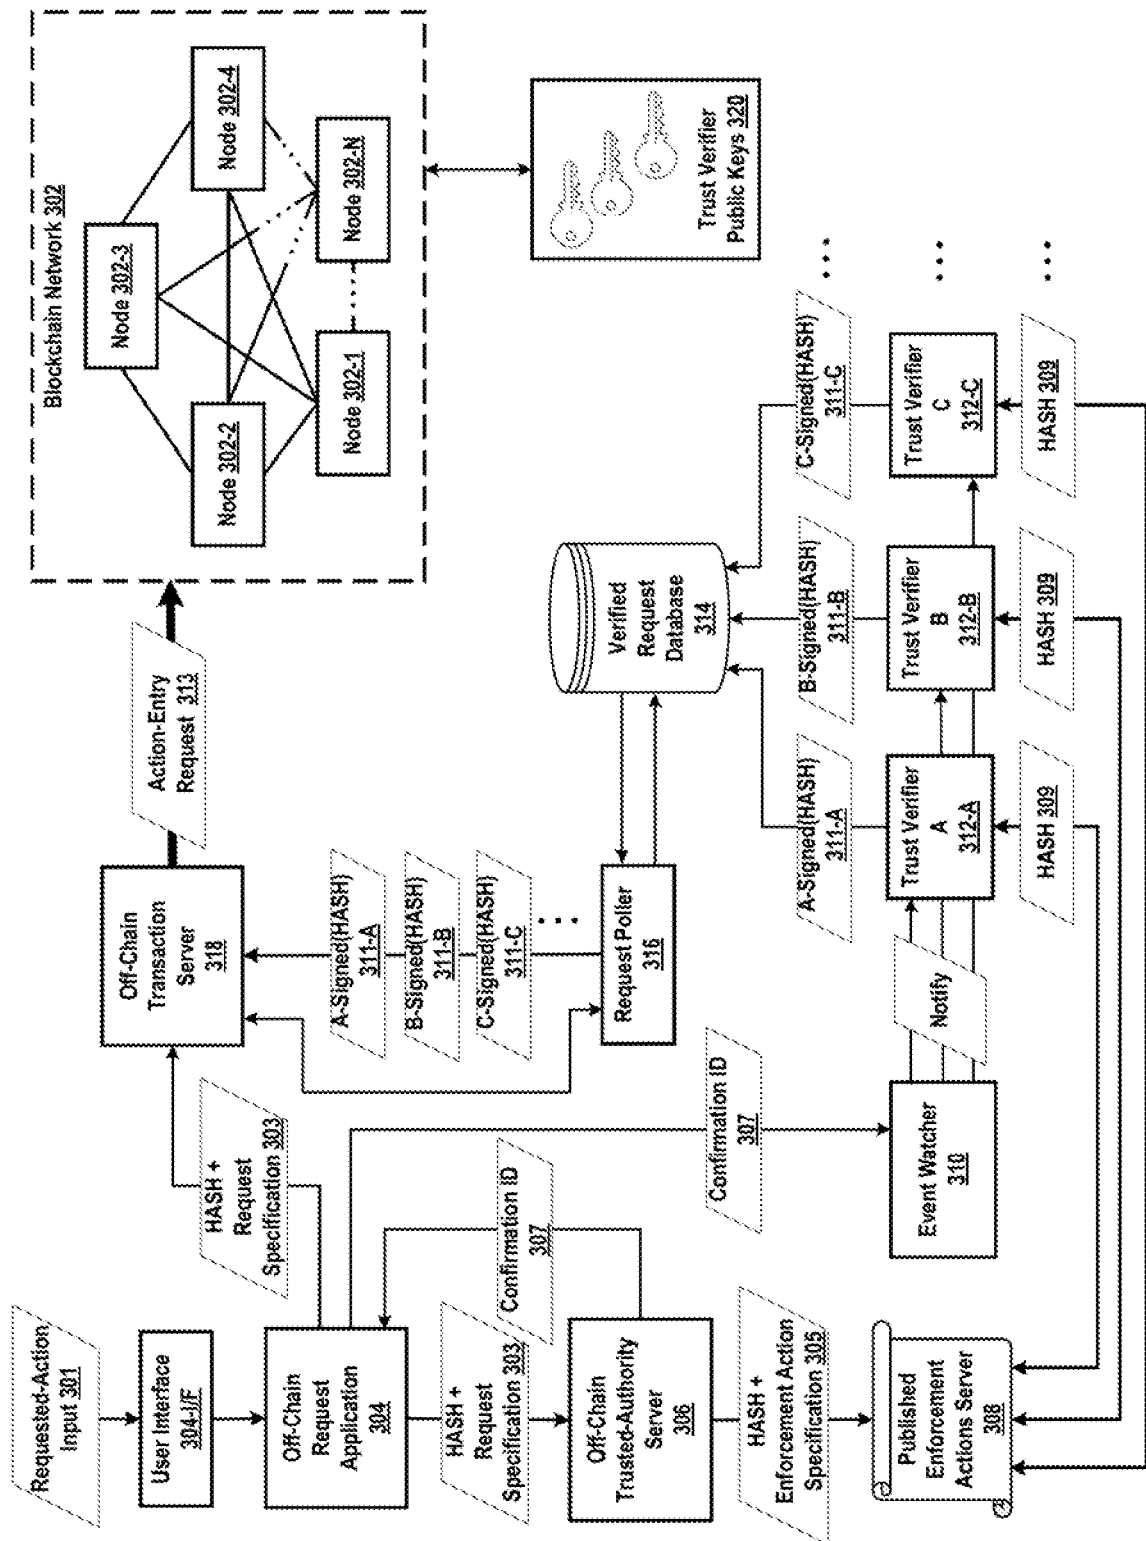 Requested-Action
Input 301
User Interface
304-I/F
Off-Chain
Request
Application
304
HASH +
Request
Specification 303
HASH +
Request
Specification 303
Off-Chain
Trusted-Authority
Server
306
Confirmation ID
307
Confirmation ID
307
HASH +
Enforcement Action
Specification 305
Published
Enforcement
Actions Server
308
Event Watcher
310
Notify
Off-Chain
Transaction
Server
318
A-Signed(HASH)
311-A
B-Signed(HASH)
311-B
C-Signed(HASH)
311-C
...
Request Poller
316
Action-Entry
Request 313
Verified
Request
Database
314
A-Signed(HASH)
311-A
B-Signed(HASH)
311-B
C-Signed(HASH)
311-C
...
Trust Verifier
A
312-A
Trust Verifier
B
312-B
Trust Verifier
C
312-C
...
HASH 309
HASH 309
HASH 309
...
Blockchain Network 302
Node 302-3
Node 302-2
Node 302-4
Node 302-1
Node 302-N
Trust Verifier
Public Keys 320